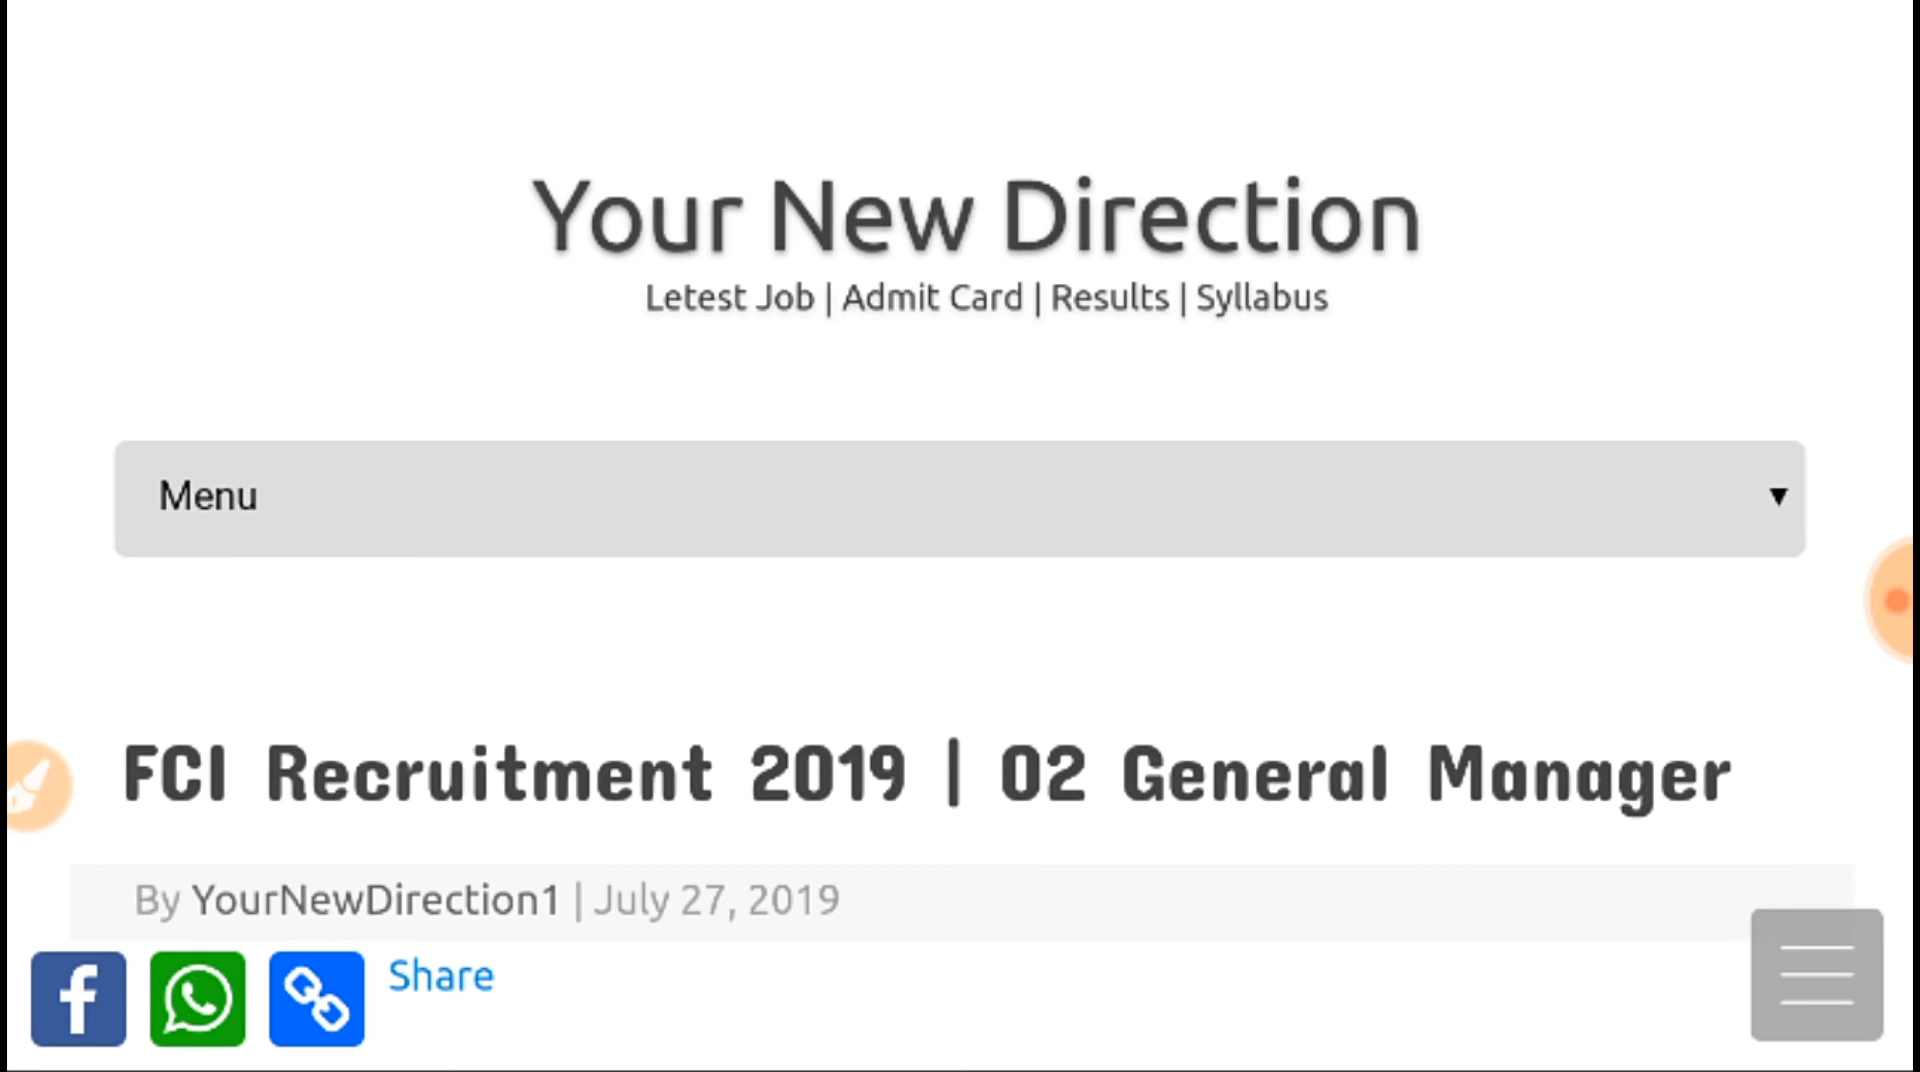 Your New Direction
Letest Job | Admit Card | Results | Syllabus
Menu
FCI Recruitment 2019 | 02 General Manager
By YourNewDirection1 | July 27, 2019
Share